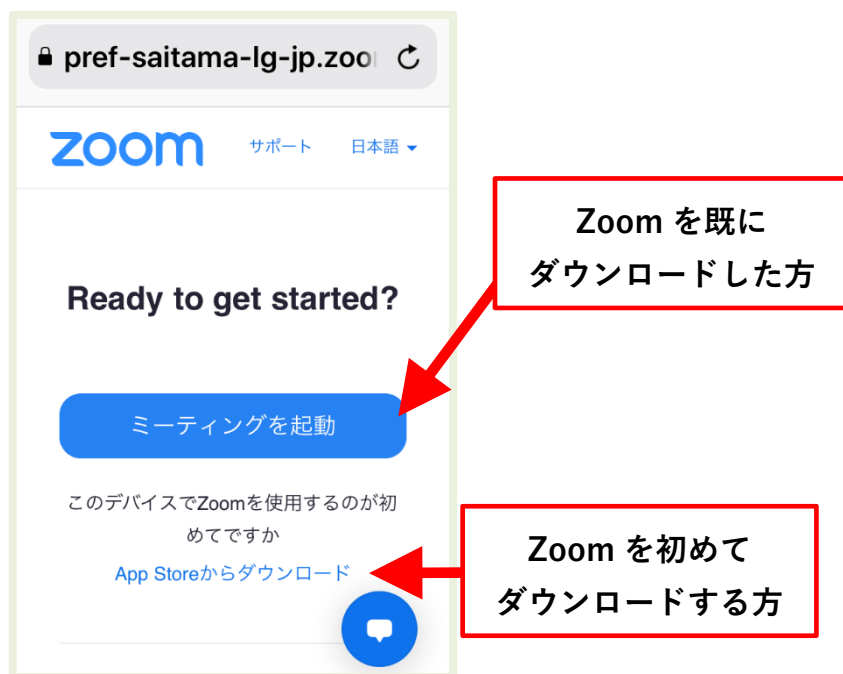 pref-saitama-lg-jp.zoo
zoom サポート 日本語
Ready to get started?
ミーティングを起動
このデバイスでZoomを使用するのが初
めてですか
App Storeからダウンロード
Zoom を既に
ダウンロードした方
Zoom を初めて
ダウンロードする方